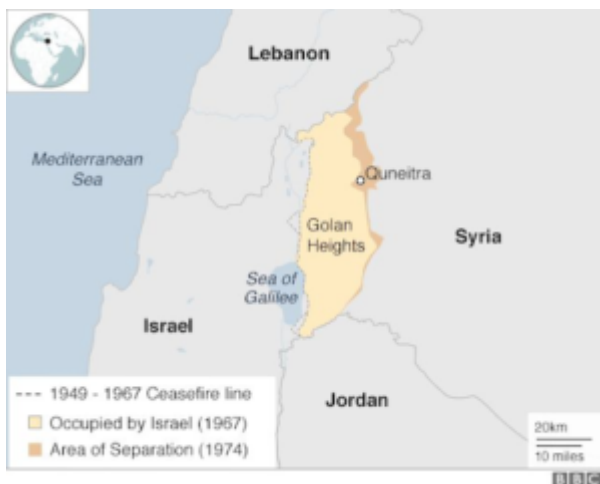 Lebanon
Mediterranean
Sea
Quneitra
Golan
Heights
Syria
Sea of
Galilee
Israel
Jordan
1949 - 1967 Ceasefire line
Occupied by Israel (1967)
Area of Separation (1974)
20km
10 miles
BBC